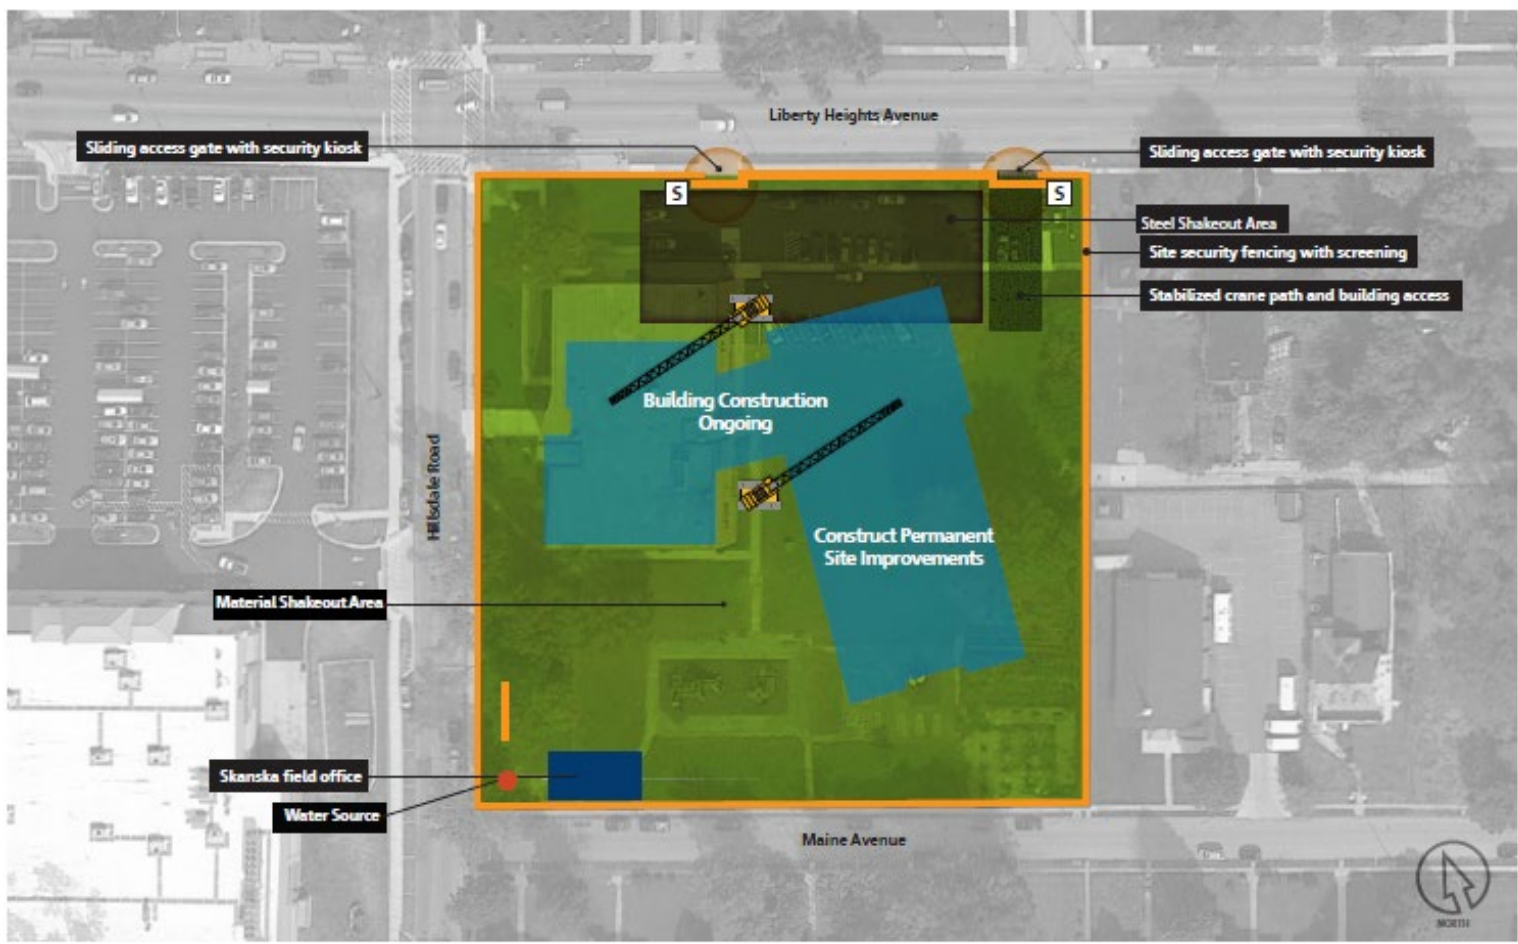 Liberty Heights Avenue
Sliding access gate with security kiosk
Sliding access gate with security kiosk
S
S
Steel Shakeout Area
Site security fencing with screening
Stabilized crane path and building access
Building Construction
Ongoing
Hillsdale Road
Construct Permanent
Site Improvements
Material Shakeout Area
Skanska field office
Water Source
Maine Avenue
NORTH